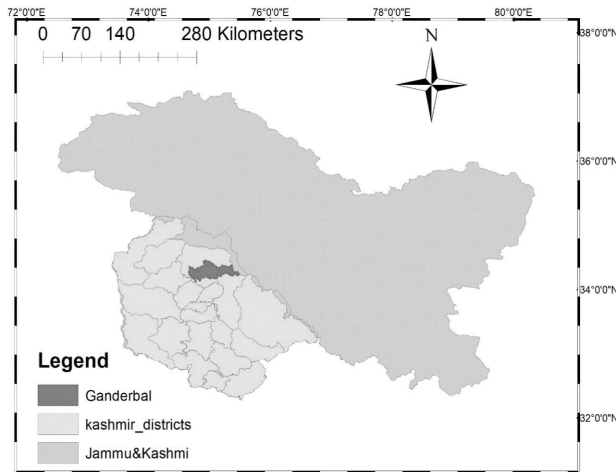 72°0'0"E 74°0'0"E 76°0'0"E 78°0'0"E 80°0'0"E
0 70 140 280 Kilometers
N
38°0'0"N
36°0'0"N
34°0'0"N
32°0'0"N
Legend
Ganderbal
kashmir_districts
Jammu&Kashmi